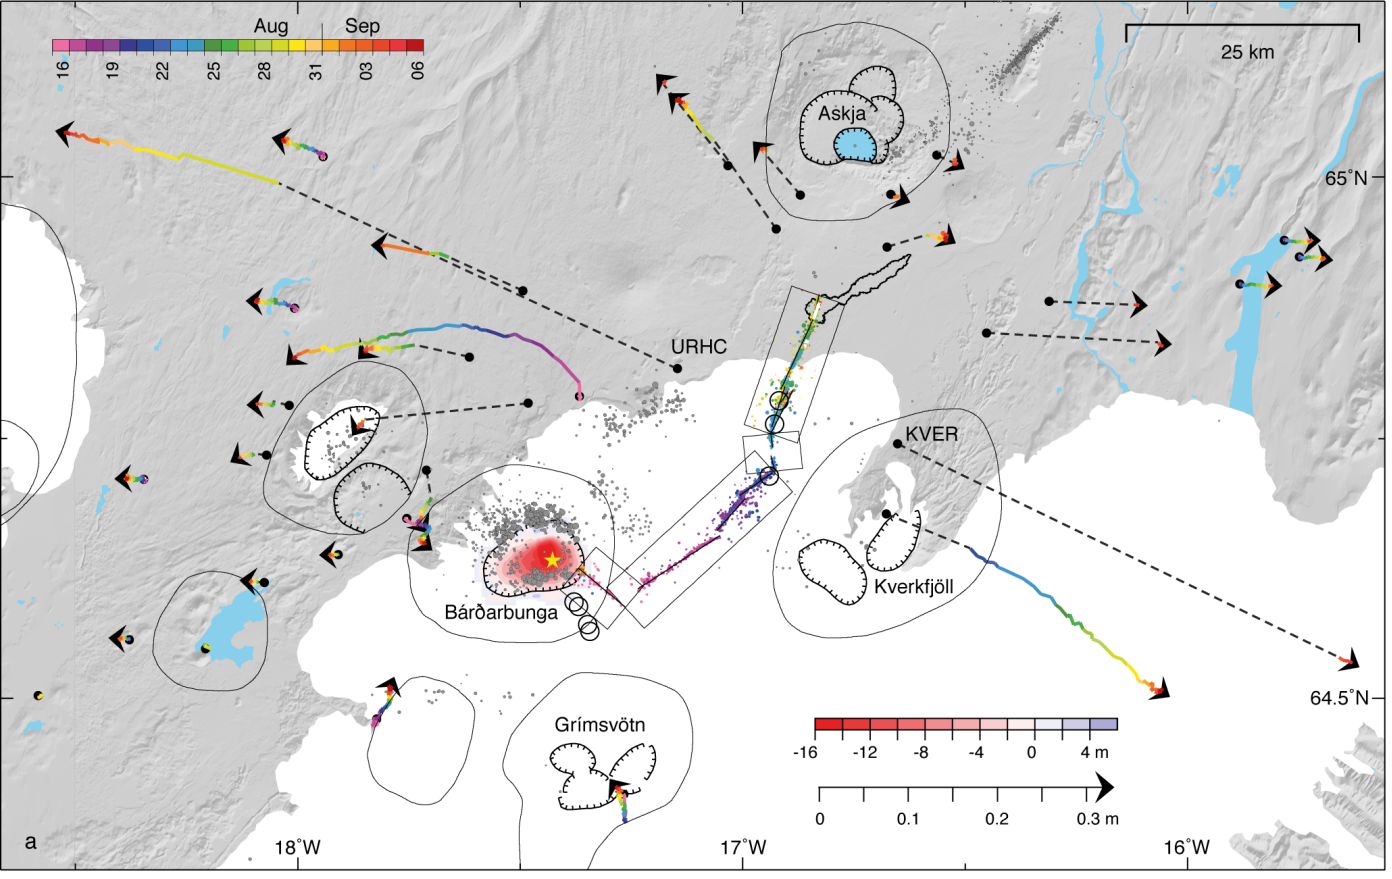 Aug Sep
16 19 22 25 28 31 03 06
25 km
Askja
65˚N
URHC
KVER
Kverkfjöll
Bárðarbunga
64.5˚N
Grímsvötn
-16 -12 -8 -4 0 4 m
0 0.1 0.2 0.3 m
a
18˚W 17˚W 16˚W